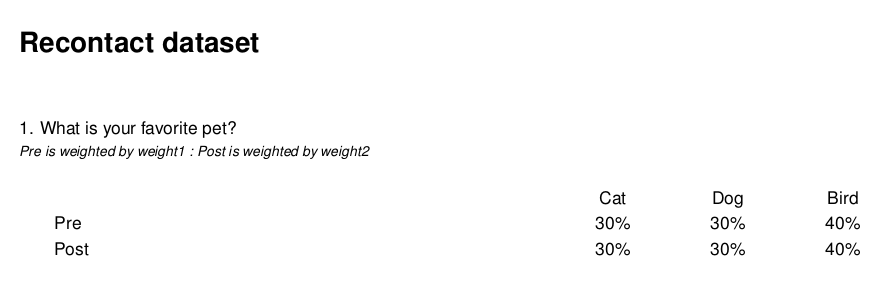 Recontact dataset
1. What is your favorite pet?
Pre is weighted by weight1 : Post is weighted by weight2
Cat Dog Bird
Pre 30% 30% 40%
Post 30% 30% 40%